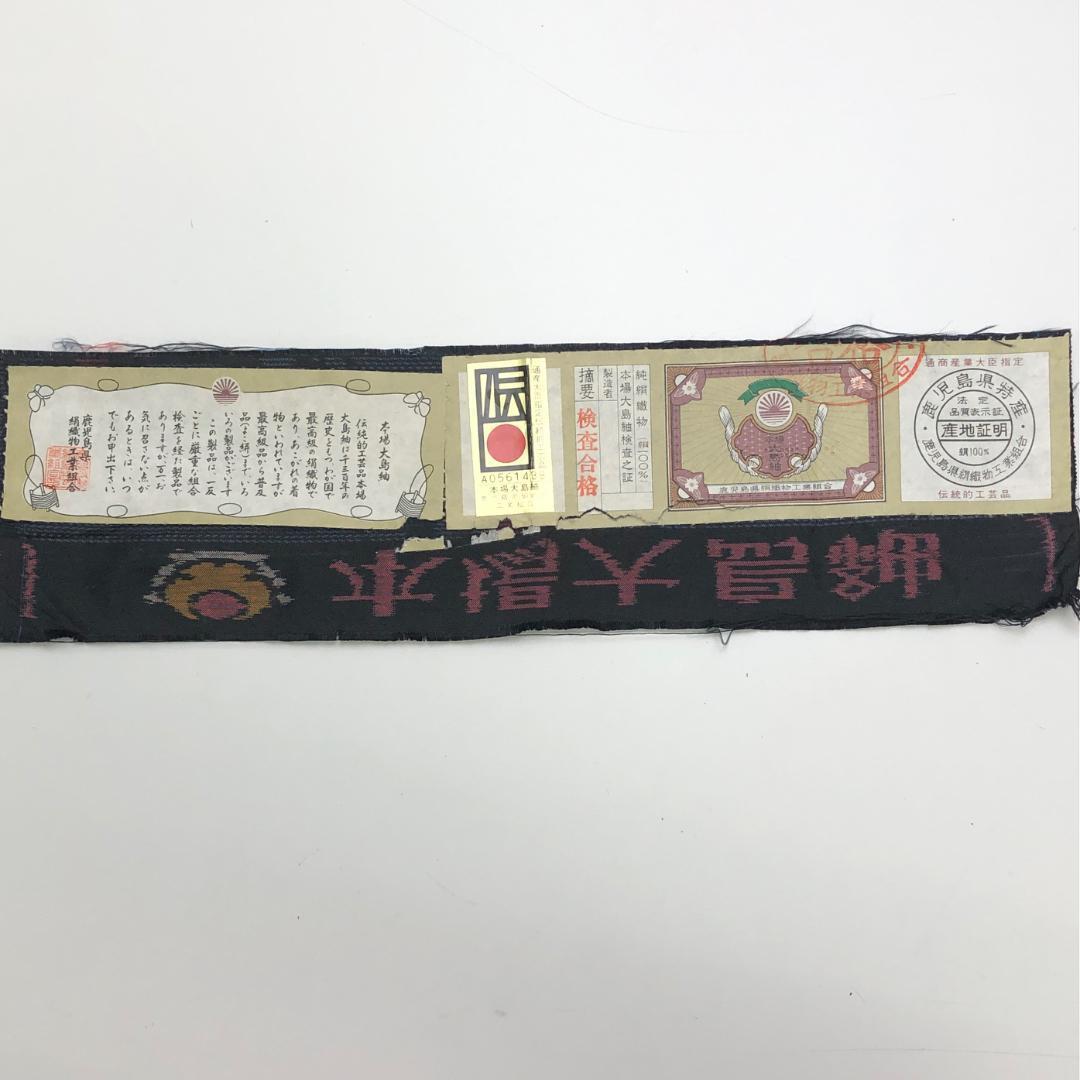 本場大島紬
伝統的工芸品本場
大島紬は千三百年の
歴史をもつわが国で
最高級の絹織物で
あり、あこがれの着
物といわれていますが
最高級品から普及
品(十・絣)まで、いろ
いろの製品がございます
この製品は、一反
ごとに厳重な組合
検査を経た製品で
ありますが万一お
気に召さない点が
あるときは、いつ
でもお申出下さい。
鹿児島県
絹織物工業組合
伝
A056143
本場大島紬
純絹織物(絹100%)
本場大島紬検査之証
製造者
摘要
検査合格
鹿児島県絹織物工業組合
通商産業大臣指定
鹿児島県特産
法定
品質表示証
産地証明
絹100%
鹿児島県絹織物工業組合
伝統的工芸品
本場大島紬